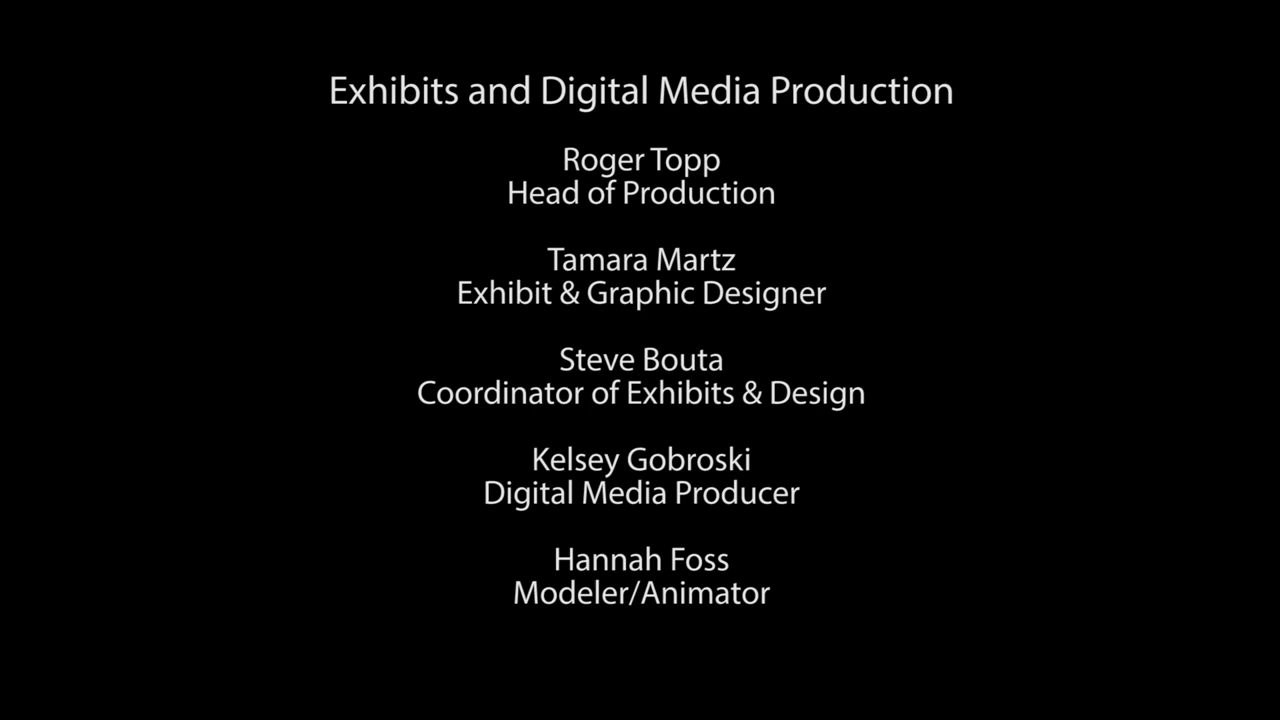 Exhibits and Digital Media Production
Roger Topp
Head of Production
Tamara Martz
Exhibit & Graphic Designer
Steve Bouta
Coordinator of Exhibits & Design
Kelsey Gobroski
Digital Media Producer
Hannah Foss
Modeler/Animator